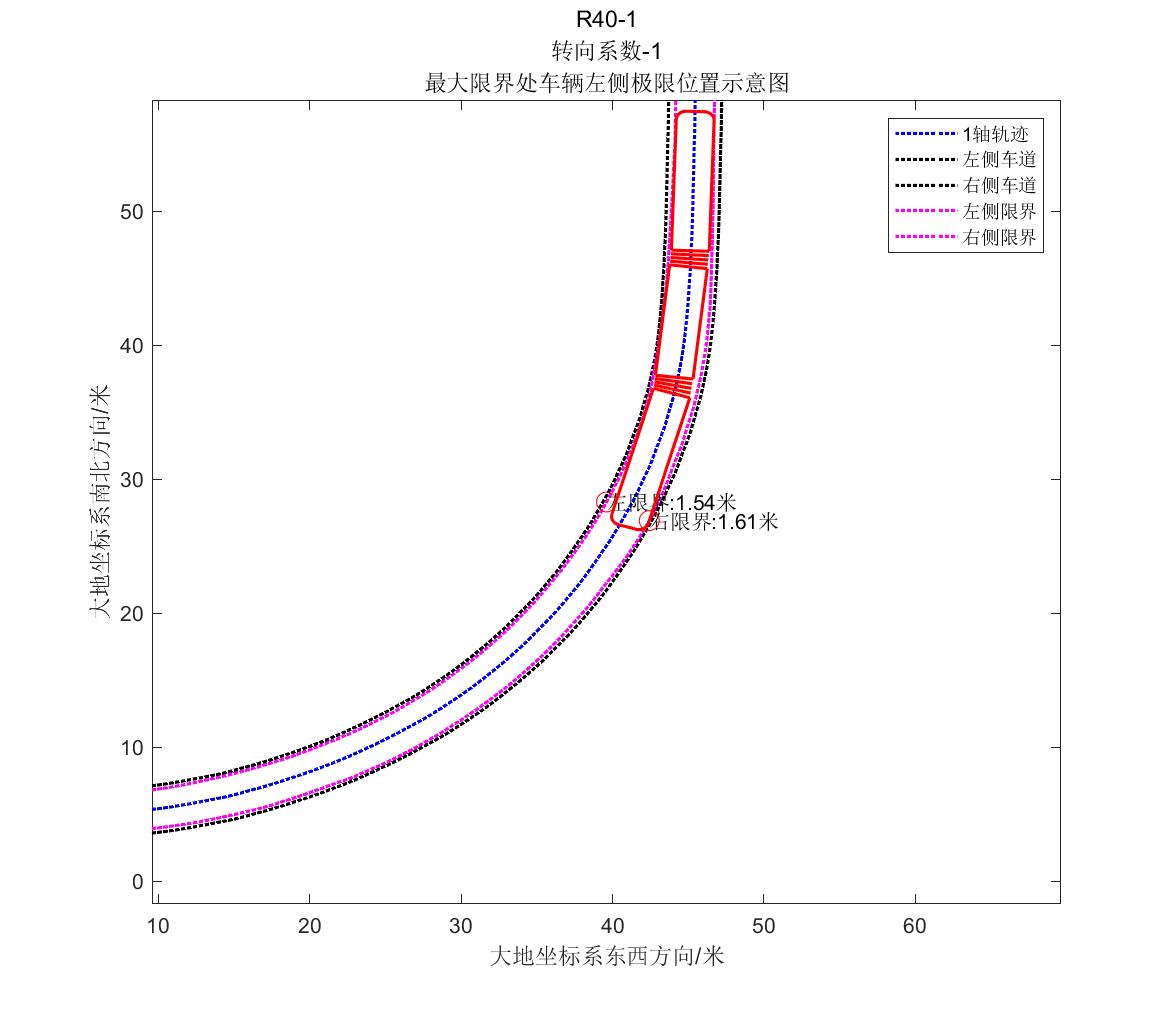 R40-1
转向系数-1
最大限界处车辆左侧极限位置示意图
1轴轨迹
左侧车道
右侧车道
左侧限界
右侧限界
左限界:1.54米
右限界:1.61米
大地坐标系南北方向/米
50
40
30
20
10
0
10 20 30 40 50 60
大地坐标系东西方向/米